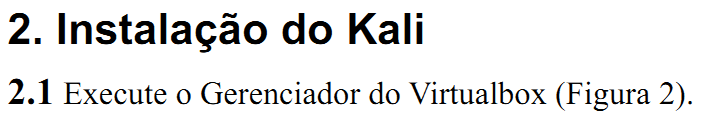 2. Instalação do Kali
2.1 Execute o Gerenciador do Virtualbox (Figura 2).